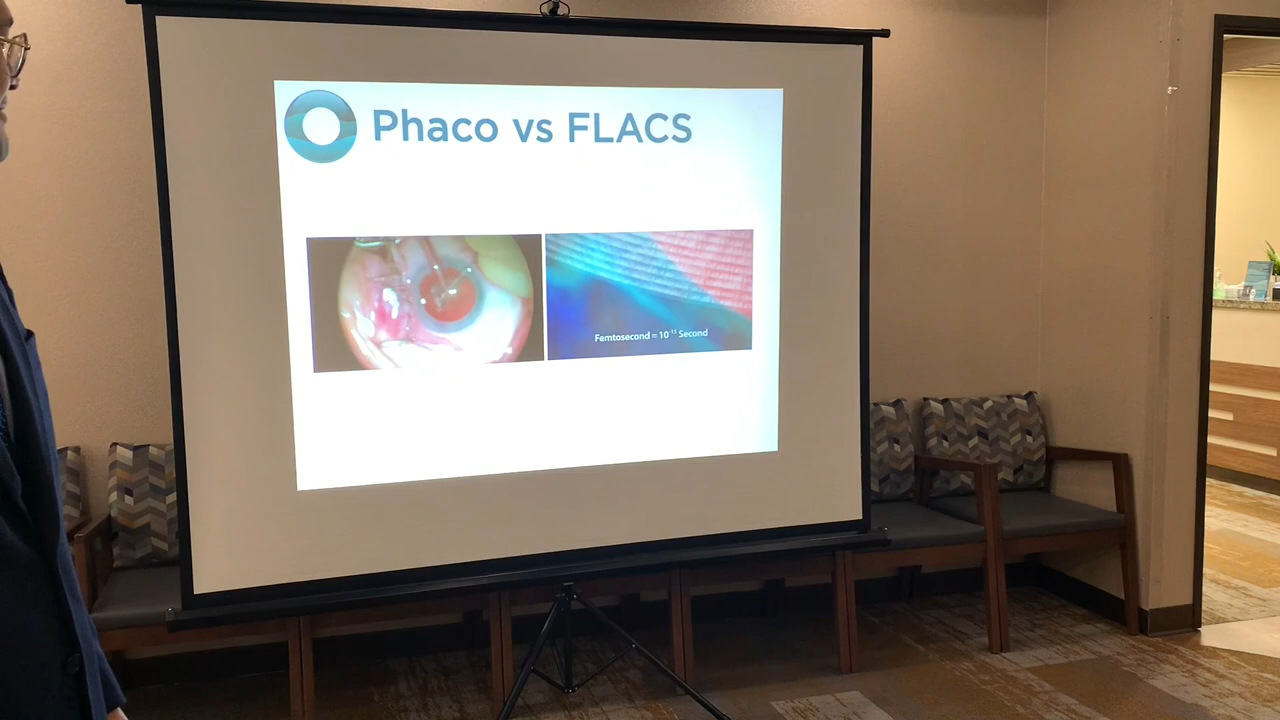 Phaco vs FLACS
Femtosecond = 10⁻¹⁵ Second